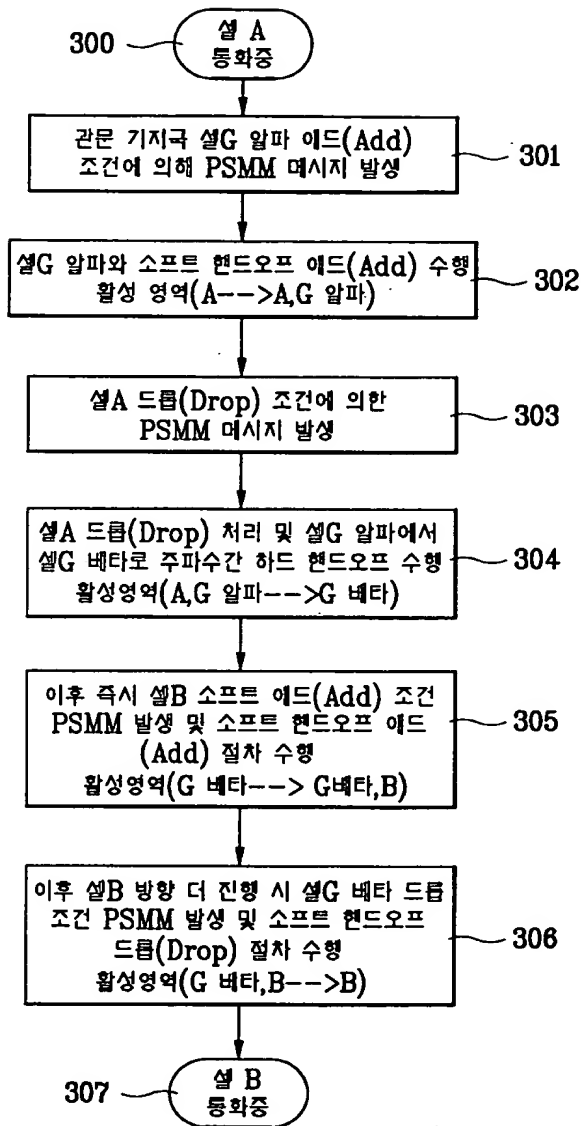 300
셀 A
통화중
관문 기지국 셀G 알파 에드(Add)
조건에 의해 PSMM 메시지 발생
301
셀G 알파와 소프트 핸드오프 에드(Add) 수행
활성 영역(A-->A,G 알파)
302
셀A 드롭(Drop) 조건에 의한
PSMM 메시지 발생
303
셀A 드롭(Drop) 처리 및 셀G 알파에서
셀G 베타로 주파수간 하드 핸드오프 수행
활성영역(A,G 알파-->G 베타)
304
이후 즉시 셀B 소프트 에드(Add) 조건
PSMM 발생 및 소프트 핸드오프 에드
(Add) 절차 수행
활성영역(G 베타--> G베타,B)
305
이후 셀B 방향 더 진행 시 셀G 베타 드롭
조건 PSMM 발생 및 소프트 핸드오프
드롭(Drop) 절차 수행
활성영역(G 베타,B-->B)
306
셀 B
통화중
307